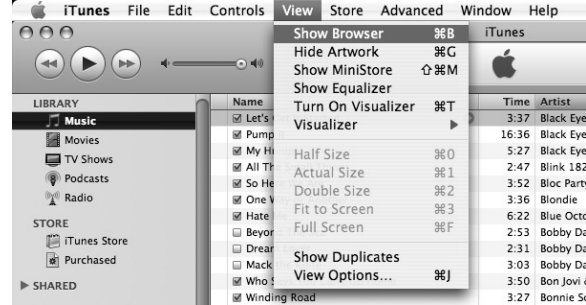 iTunes File Edit Controls View Store Advanced Window Help
iTunes
Show Browser ⌘B
Hide Artwork ⌘G
Show MiniStore ⇧⌘M
Show Equalizer
Turn On Visualizer ⌘T
Visualizer
Half Size ⌘0
Actual Size ⌘1
Double Size ⌘2
Fit to Screen ⌘3
Full Screen ⌘F
Show Duplicates
View Options... ⌘J
LIBRARY
Music
Movies
TV Shows
Podcasts
Radio
STORE
iTunes Store
Purchased
SHARED
Name Time Artist
Let's 3:37 Black Eye
Pump 16:36 Black Eye
My H 5:27 Black Eye
All Th 2:47 Blink 182
So He 3:52 Bloc Party
One W 3:36 Blondie
Hate 6:22 Blue Octo
Beyon 2:53 Bobby Da
Drear 2:31 Bobby Da
Mack 3:03 Bobby Da
Who S 3:50 Bon Jovi
Winding Road 3:27 Bonnie So